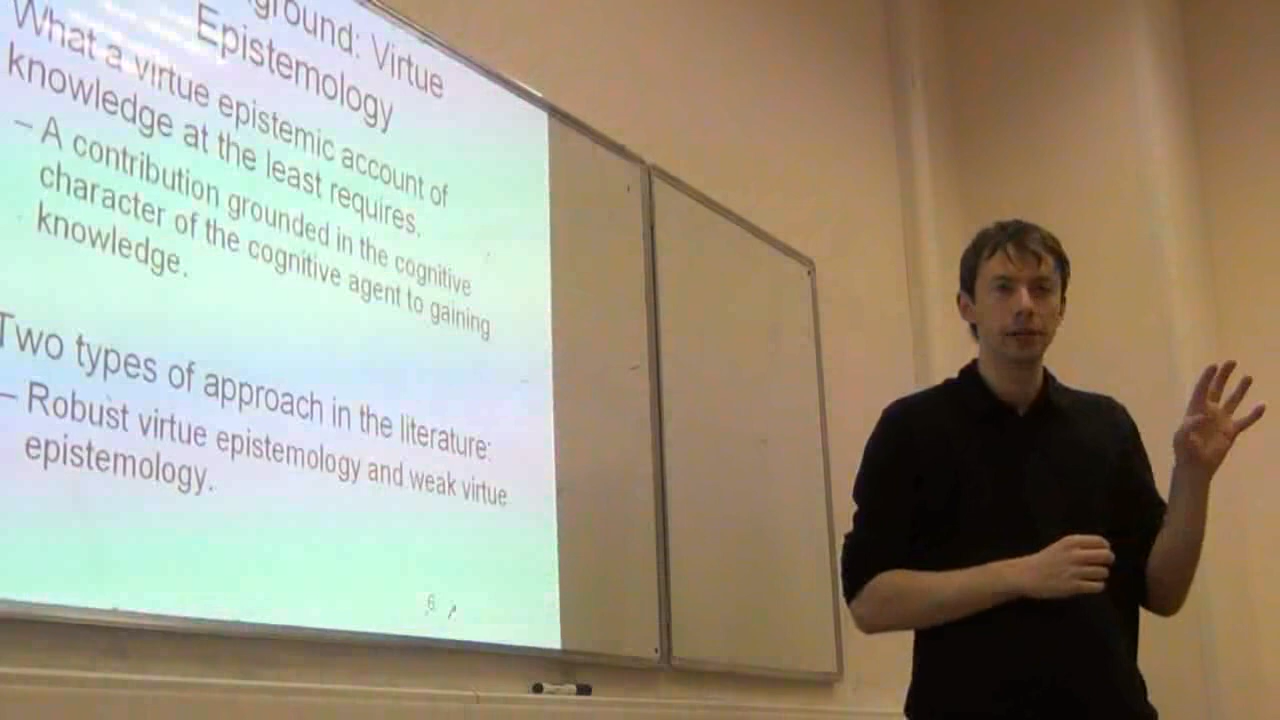 ground: Virtue
Epistemology
What a virtue epistemic account of
knowledge at the least requires,
– A contribution grounded in the cognitive
character of the cognitive agent to gaining
knowledge.
Two types of approach in the literature:
– Robust virtue epistemology and weak virtue
epistemology.
6